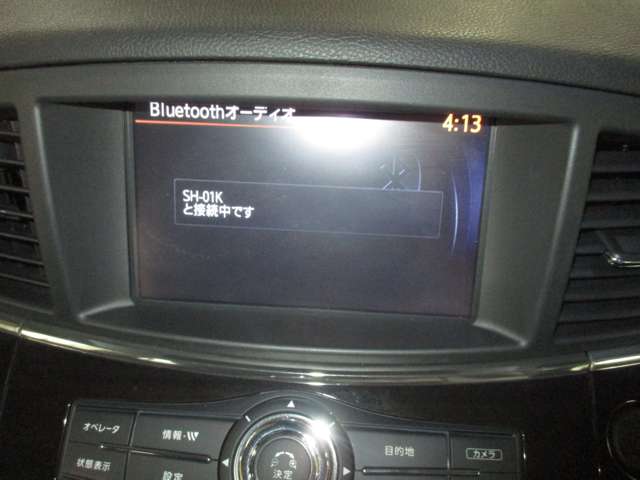 Bluetoothオーディオ
4:13
SH-01K
と接続中です
オペレータ
情報・W
目的地
カメラ
状態表示
設定
決定